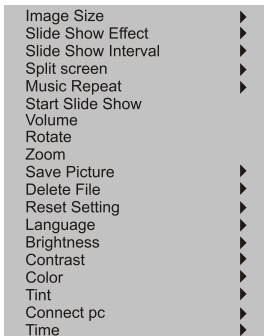 Image Size
Slide Show Effect
Slide Show Interval
Split screen
Music Repeat
Start Slide Show
Volume
Rotate
Zoom
Save Picture
Delete File
Reset Setting
Language
Brightness
Contrast
Color
Tint
Connect pc
Time